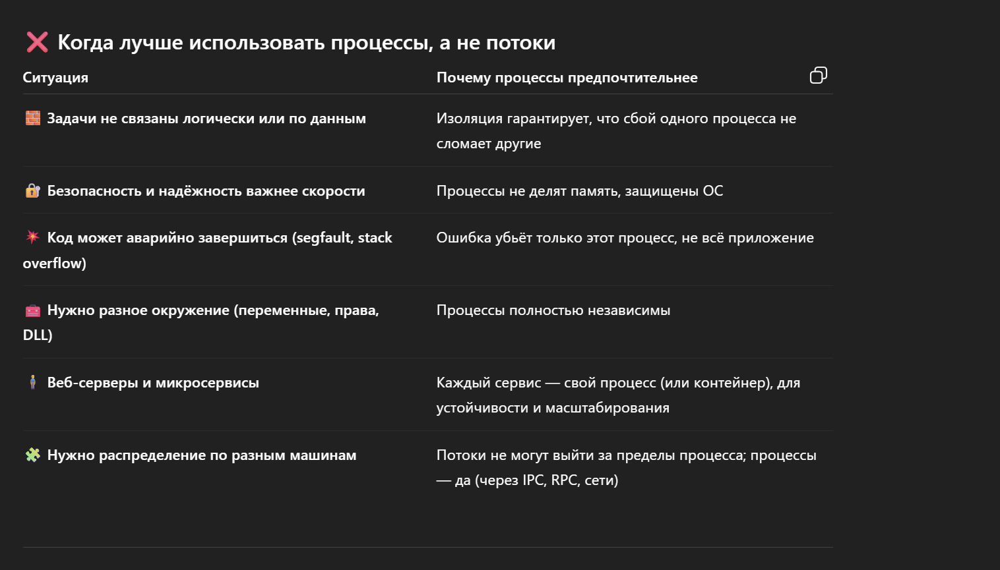 ❌ Когда лучше использовать процессы, а не потоки
Ситуация
Почему процессы предпочтительнее
🧱 Задачи не связаны логически или по данным
Изоляция гарантирует, что сбой одного процесса не
сломает другие
🔐 Безопасность и надёжность важнее скорости
Процессы не делят память, защищены ОС
💥 Код может аварийно завершиться (segfault, stack
overflow)
Ошибка убьёт только этот процесс, не всё приложение
🧰 Нужно разное окружение (переменные, права,
DLL)
Процессы полностью независимы
🧍 Веб-серверы и микросервисы
Каждый сервис — свой процесс (или контейнер), для
устойчивости и масштабирования
🧩 Нужно распределение по разным машинам
Потоки не могут выйти за пределы процесса; процессы
— да (через IPC, RPC, сети)